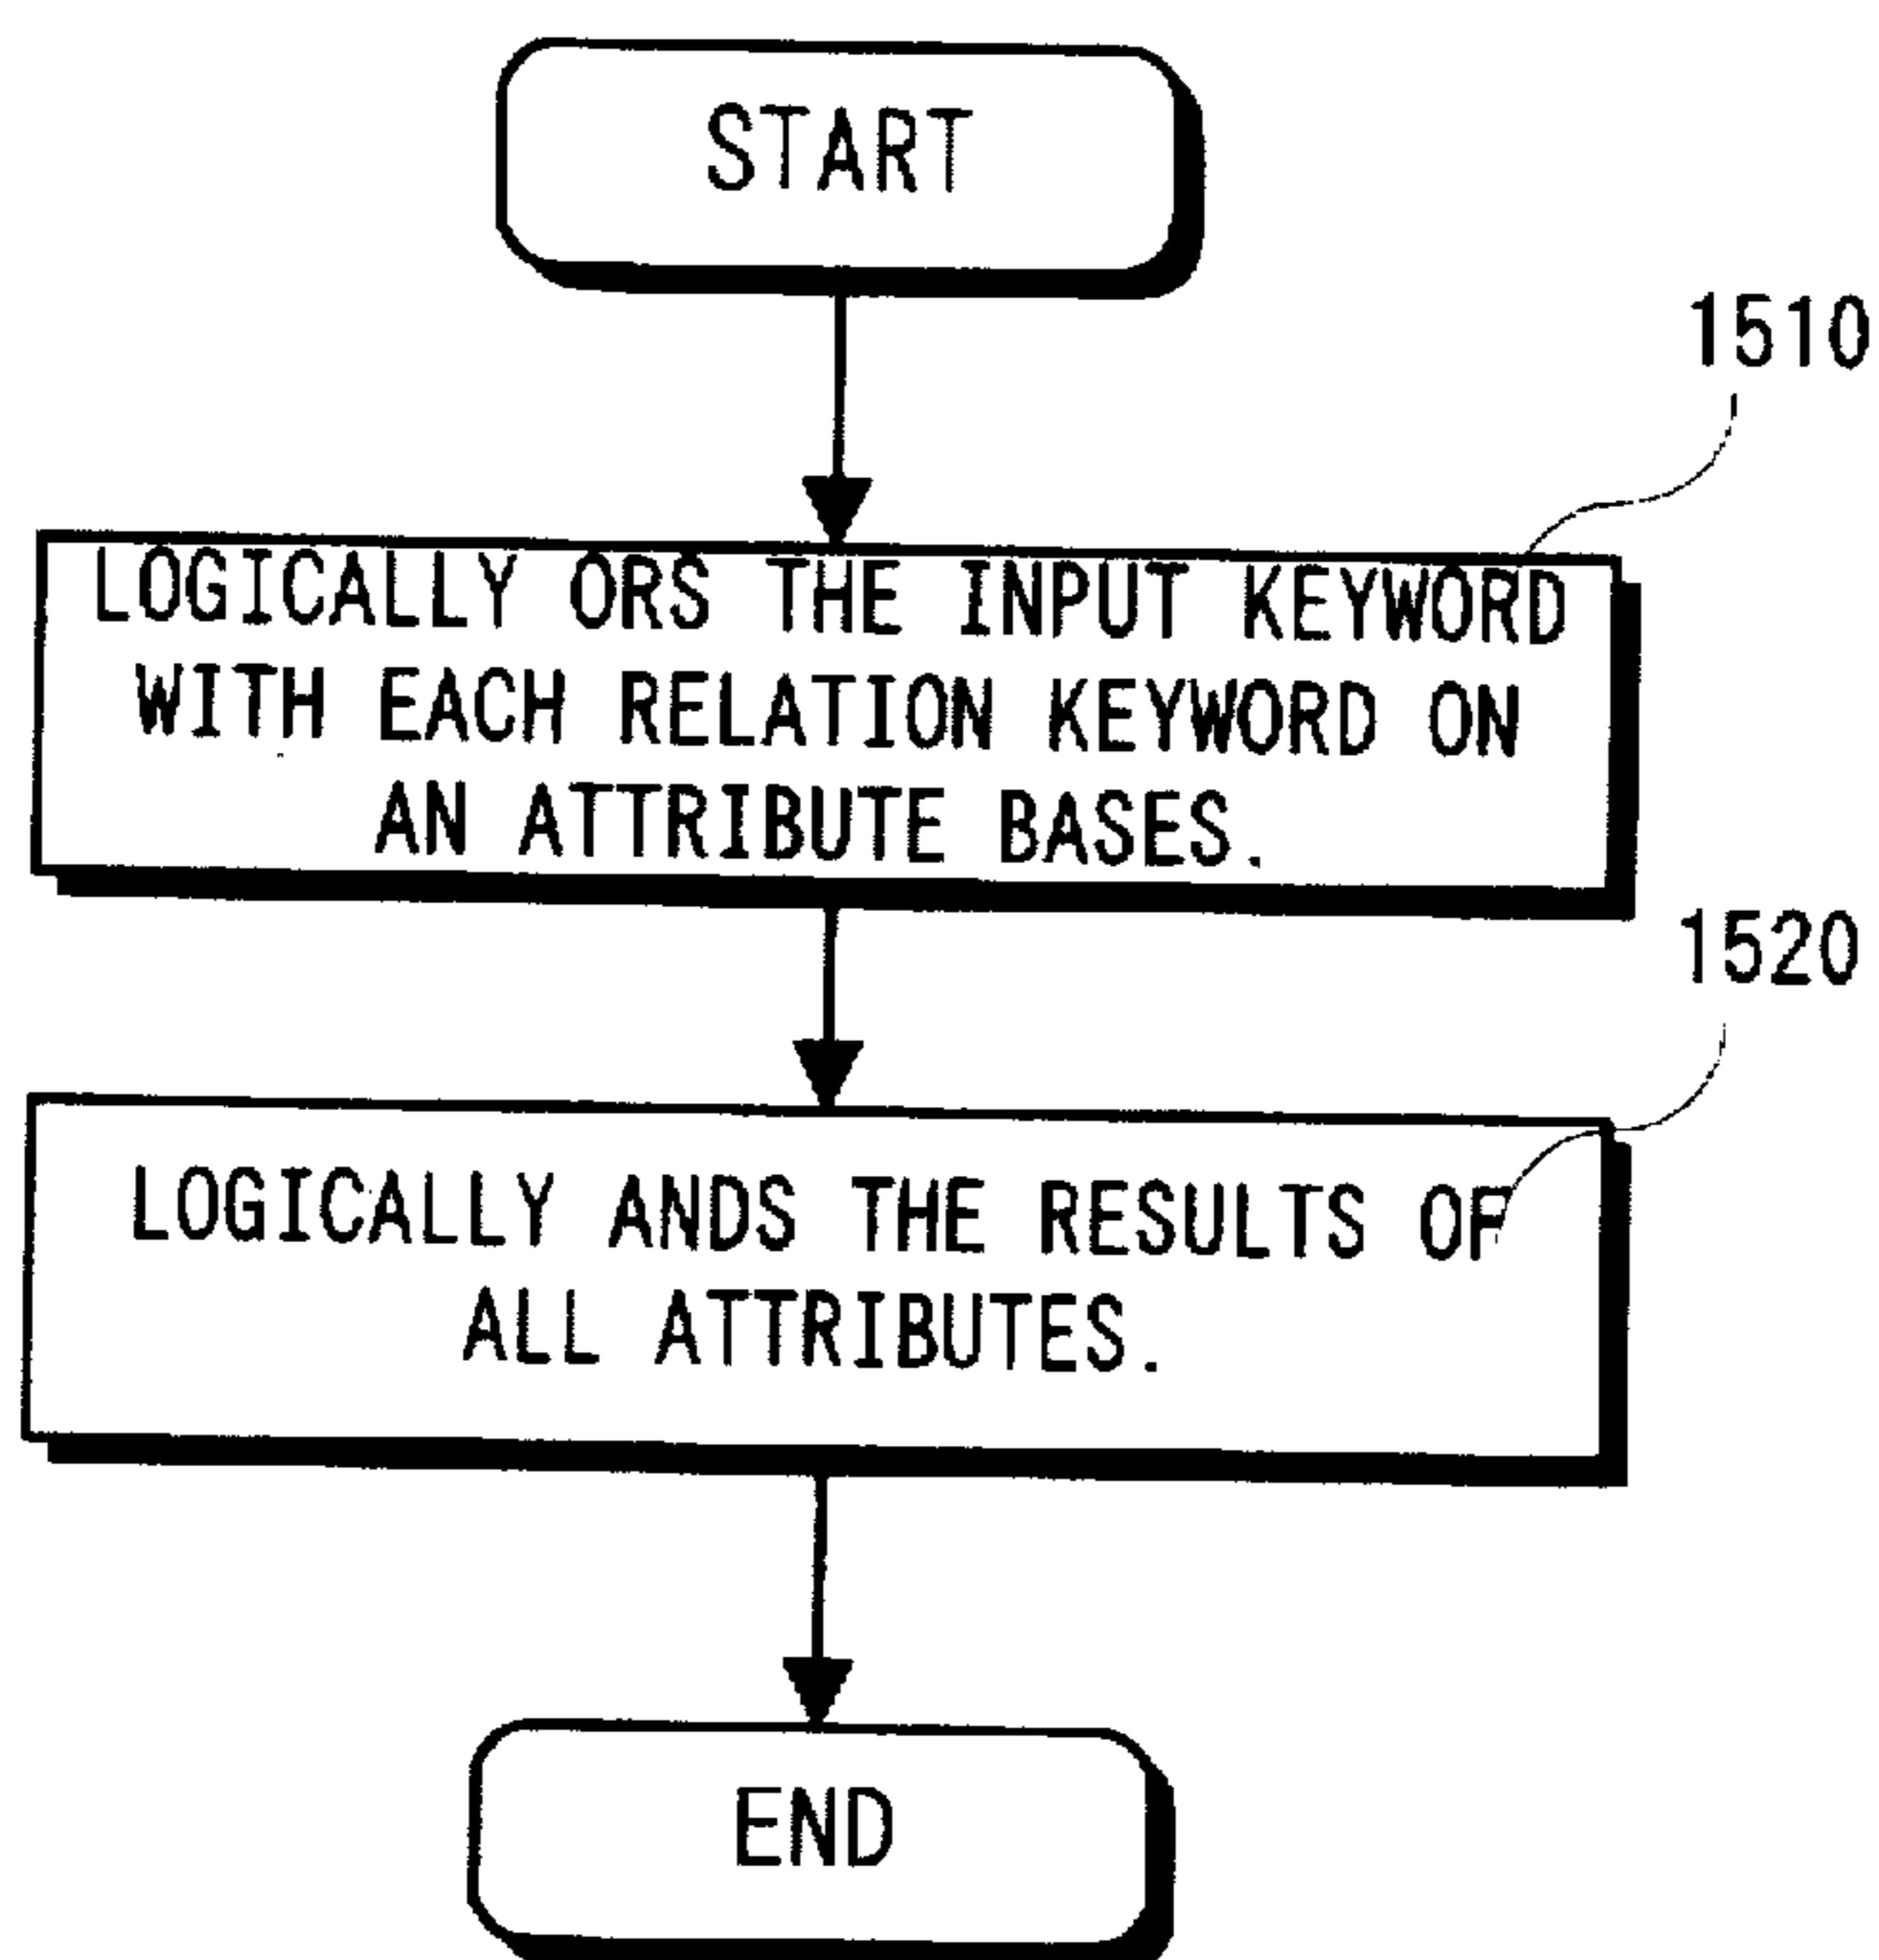 START
1510
LOGICALLY ORS THE INPUT KEYWORD
WITH EACH RELATION KEYWORD ON
AN ATTRIBUTE BASES.
1520
LOGICALLY ANDS THE RESULTS OF
ALL ATTRIBUTES.
END